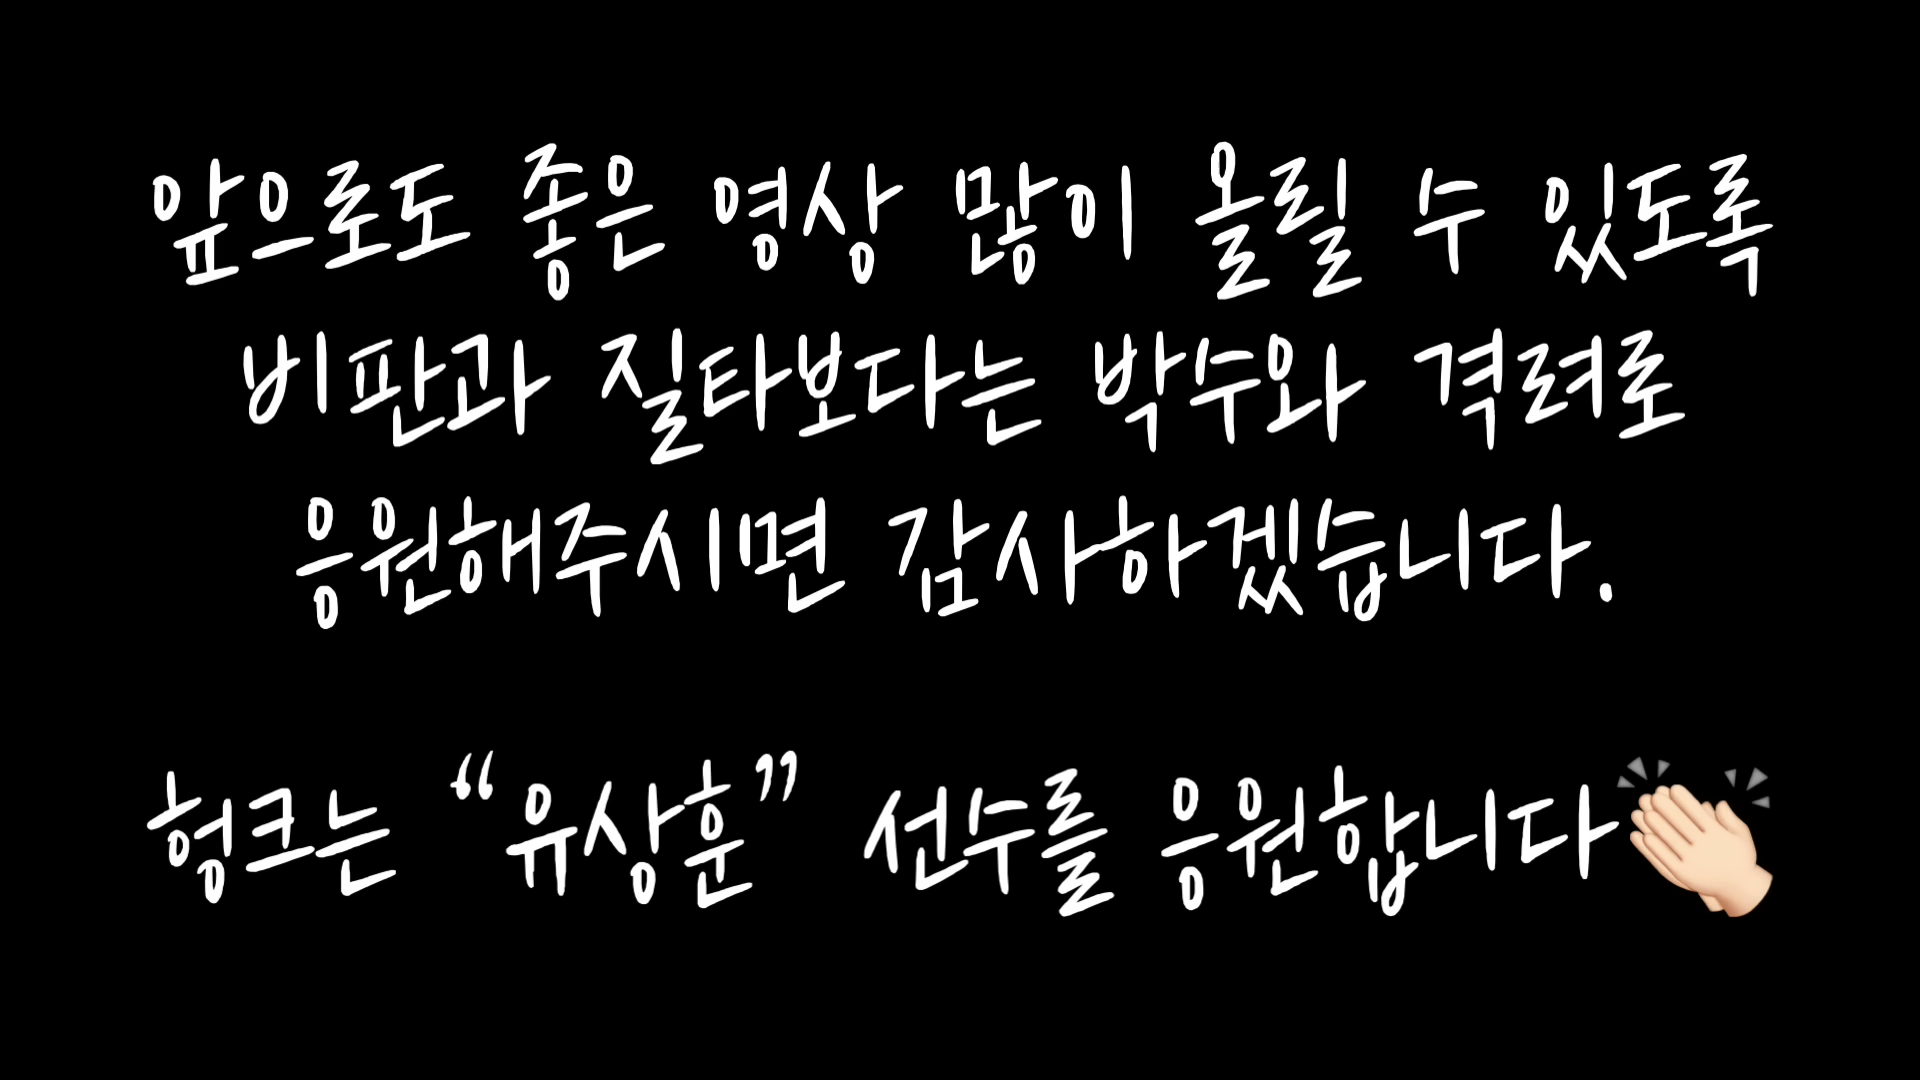 앞으로도 좋은 영상 많이 올릴 수 있도록
비판과 질타보다는 박수와 격려로
응원해주시면 감사하겠습니다.
헝크는 “유상훈” 선수를 응원합니다👏🏻